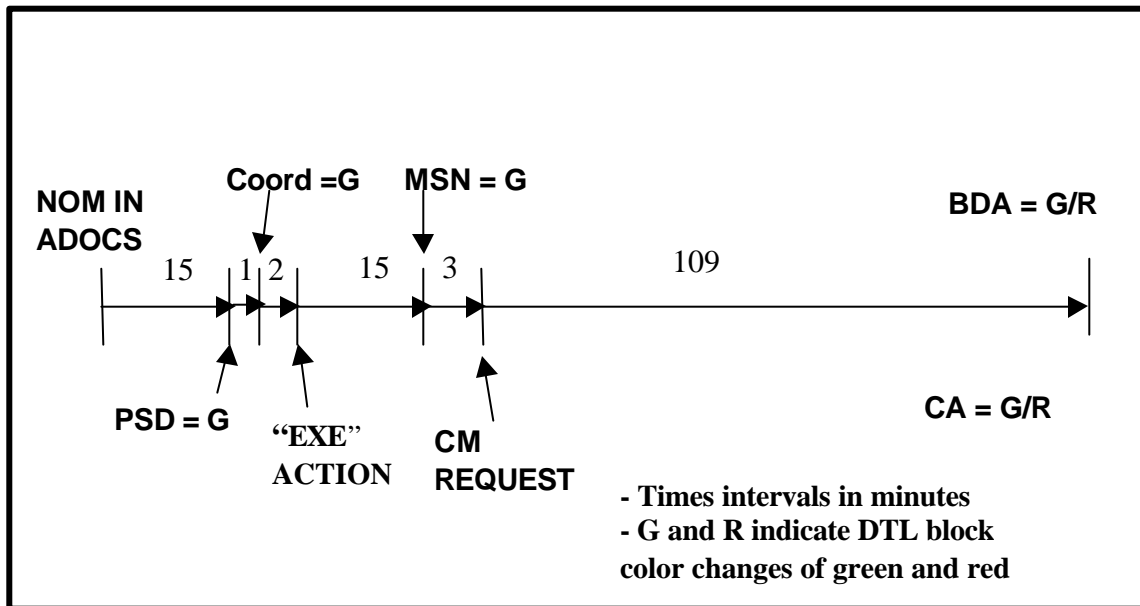 Coord =G
MSN = G
NOM IN
ADOCS
BDA = G/R
15
1
2
15
3
109
PSD = G
“EXE”
ACTION
CM
REQUEST
CA = G/R
- Times intervals in minutes
- G and R indicate DTL block
color changes of green and red